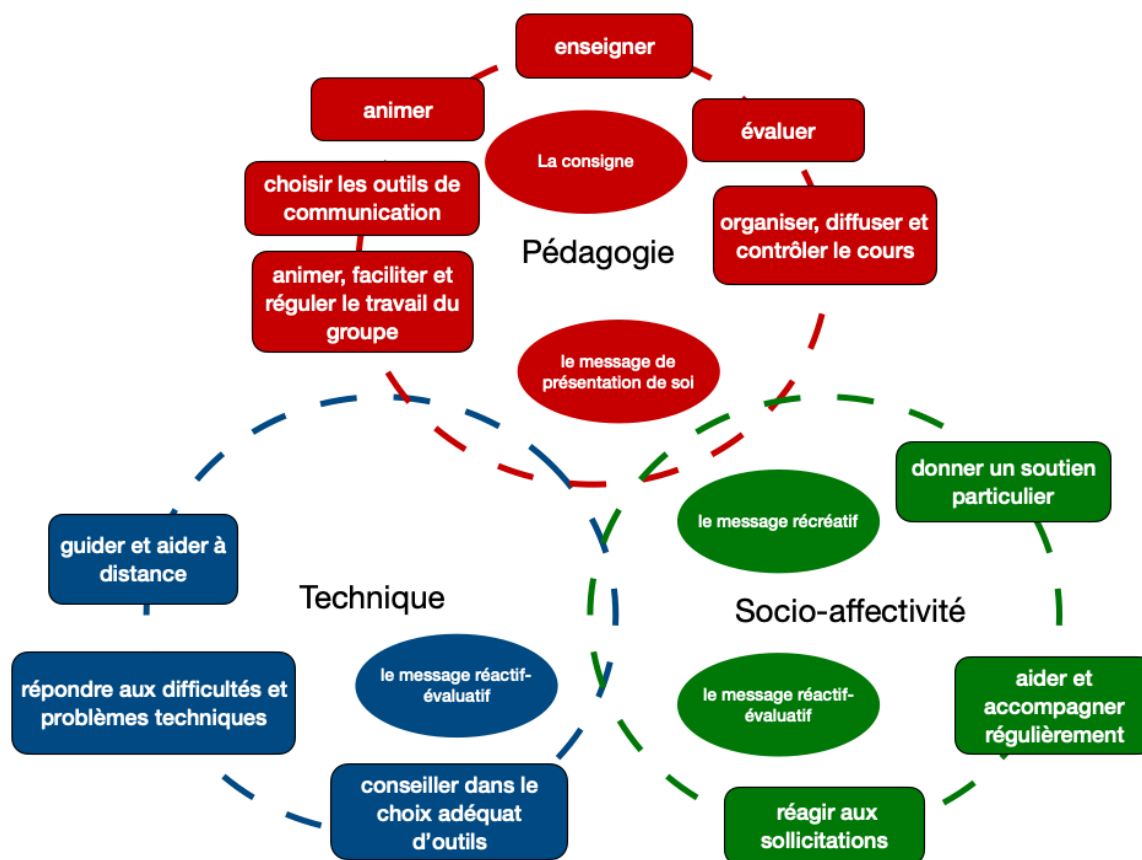 enseigner
animer
évaluer
La consigne
choisir les outils de
communication
organiser, diffuser et
contrôler le cours
Pédagogie
animer, faciliter et
réguler le travail du
groupe
le message de
présentation de soi
donner un soutien
particulier
le message récréatif
guider et aider à
distance
Technique
Socio-affectivité
le message réactif-
évaluatif
le message réactif-
évaluatif
répondre aux difficultés et
problèmes techniques
aider et
accompagner
régulièrement
conseiller dans le
choix adéquat
d’outils
réagir aux
sollicitations